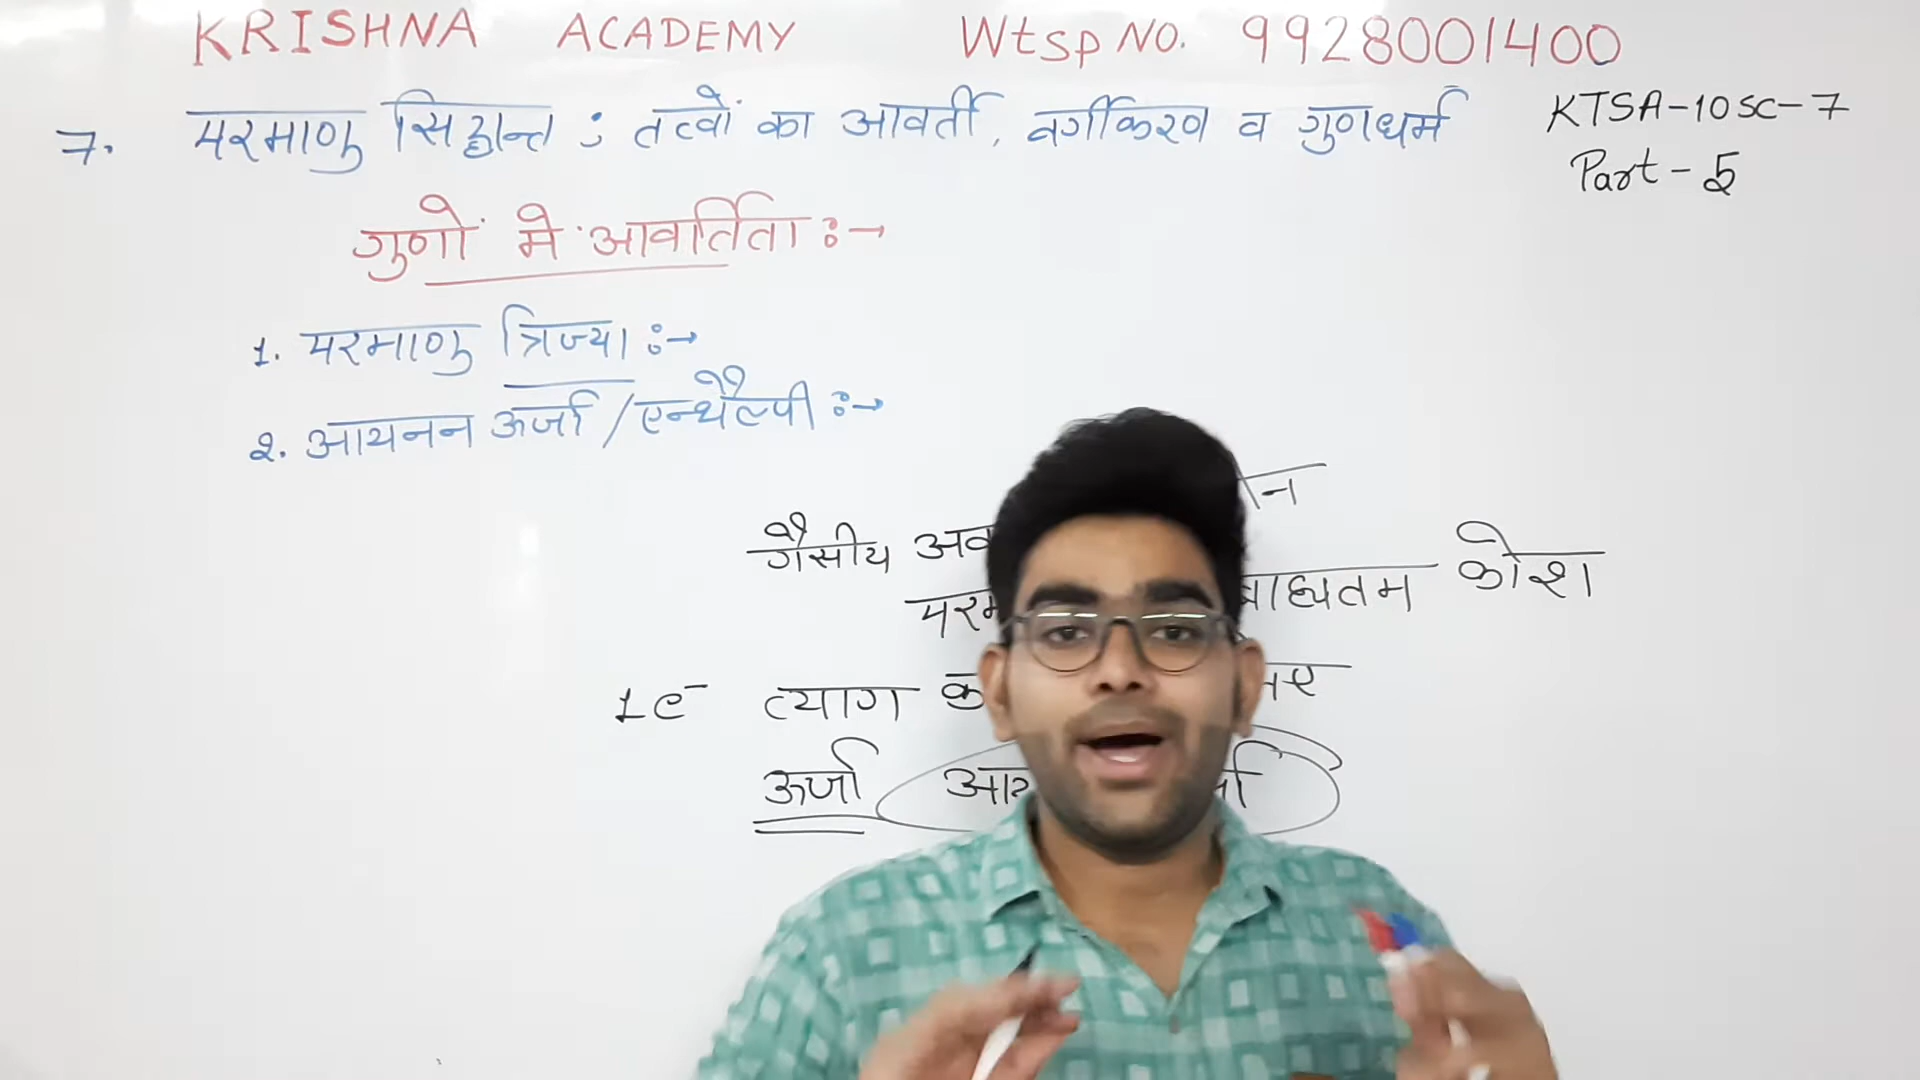 KRISHNA ACADEMY Wtsp NO. 9928001400
7. परमाणु सिद्धान्त : तत्वों का आवर्ती, वर्गीकरण व गुणधर्म
KTSA-10SC-7
Part-5
गुणों मे आवर्तिता :→
1. परमाणु त्रिज्या :→
2. आयनन ऊर्जा / एन्थैल्पी :→
गैसीय
बाह्यतम कोश
1e⁻ त्याग
ऊर्जा